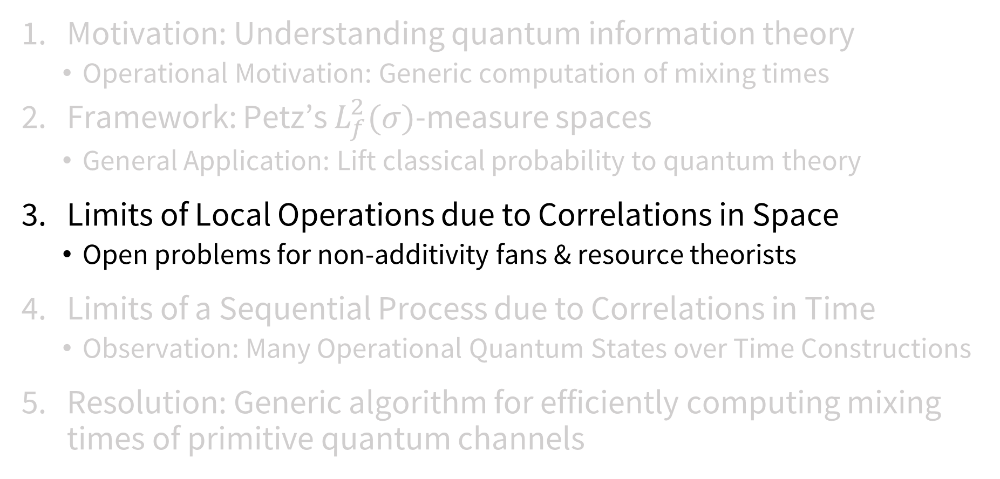 1. Motivation: Understanding quantum information theory
• Operational Motivation: Generic computation of mixing times
2. Framework: Petz’s $L_f^2(\sigma)$-measure spaces
• General Application: Lift classical probability to quantum theory
3. Limits of Local Operations due to Correlations in Space
• Open problems for non-additivity fans & resource theorists
4. Limits of a Sequential Process due to Correlations in Time
• Observation: Many Operational Quantum States over Time Constructions
5. Resolution: Generic algorithm for efficiently computing mixing
times of primitive quantum channels